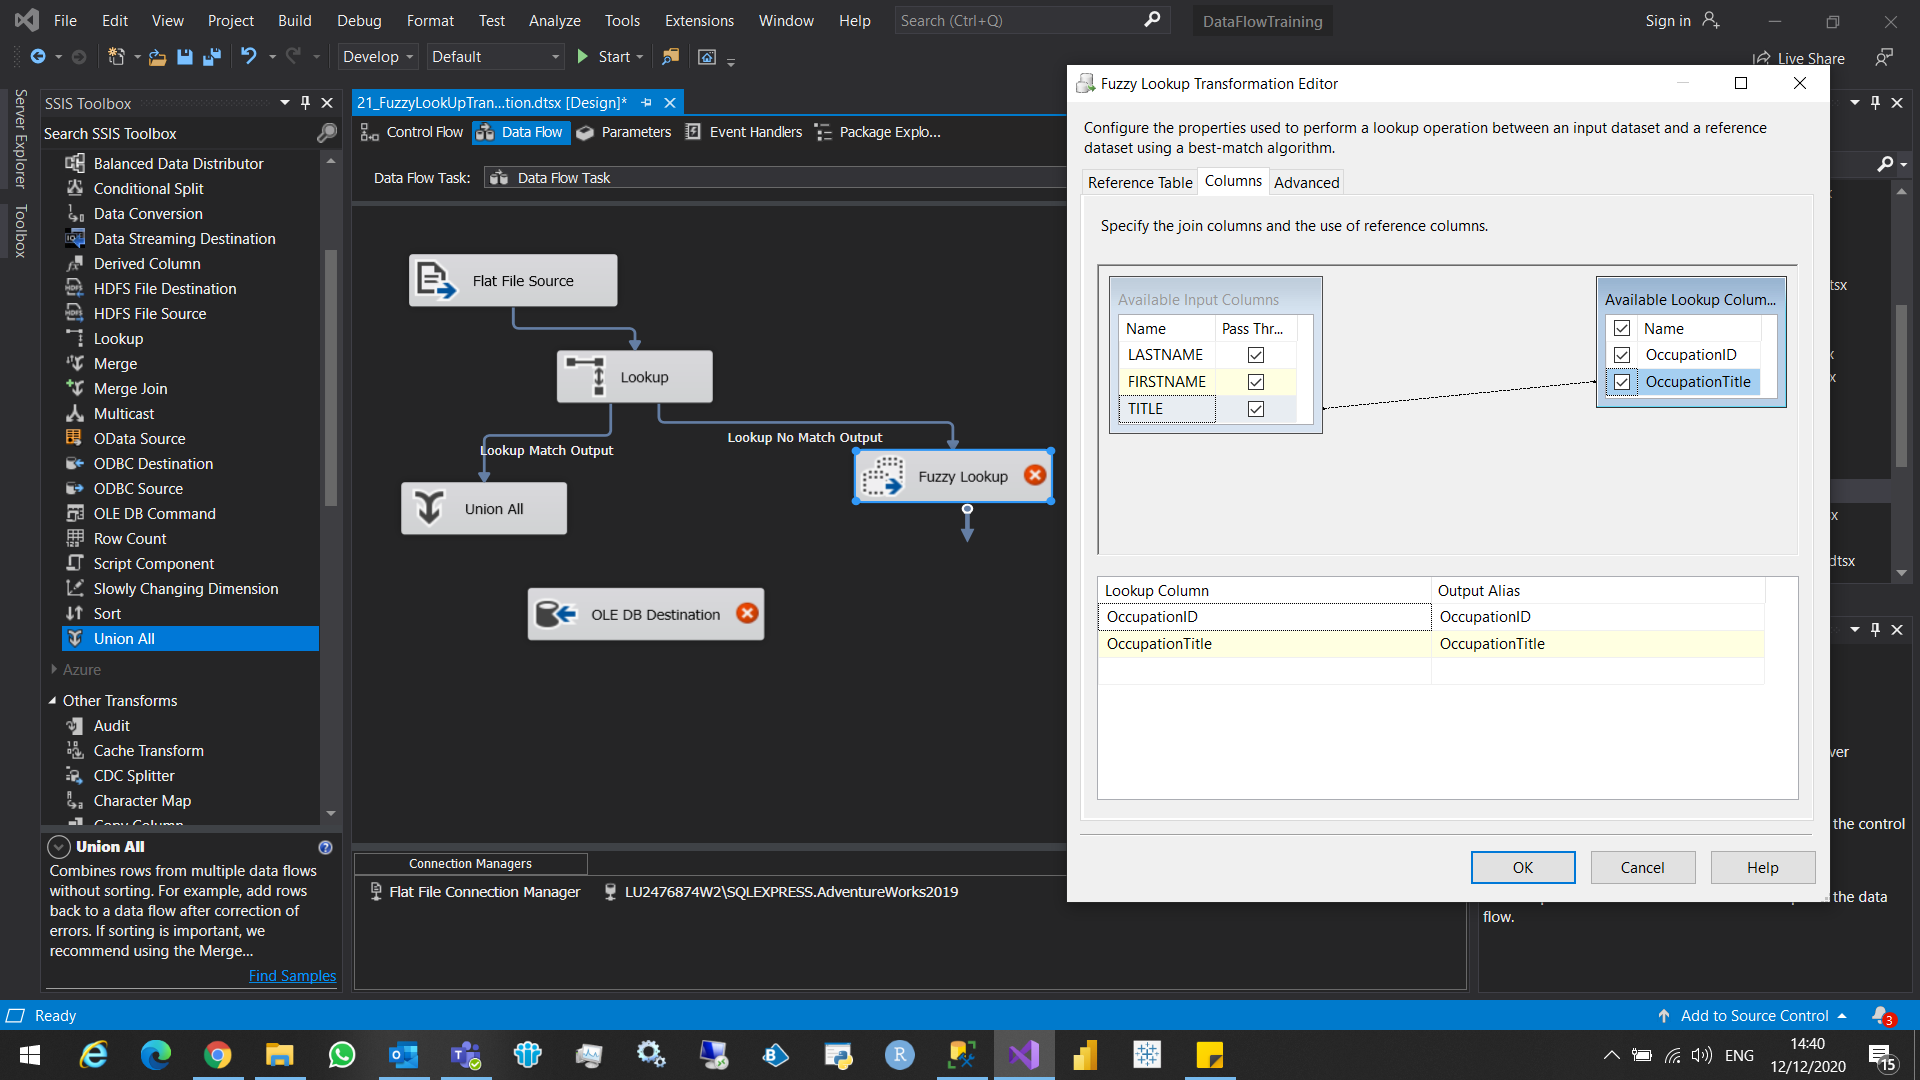 File Edit View Project Build Debug Format Test Analyze Tools Extensions Window Help Search (Ctrl+Q) DataFlowTraining Sign in
Develop Default Start Live Share
Server Explorer
Toolbox
SSIS Toolbox
Search SSIS Toolbox
Balanced Data Distributor
Conditional Split
Data Conversion
Data Streaming Destination
Derived Column
HDFS File Destination
HDFS File Source
Lookup
Merge
Merge Join
Multicast
OData Source
ODBC Destination
ODBC Source
OLE DB Command
Row Count
Script Component
Slowly Changing Dimension
Sort
Union All
Azure
Other Transforms
Audit
Cache Transform
CDC Splitter
Character Map
Copy Column
Union All
Combines rows from multiple data flows
without sorting. For example, add rows
back to a data flow after correction of
errors. If sorting is important, we
recommend using the Merge...
Find Samples
21_FuzzyLookUpTran...tion.dtsx [Design]*
Control Flow Data Flow Parameters Event Handlers Package Explo...
Data Flow Task: Data Flow Task
Flat File Source
Lookup
Lookup No Match Output
Lookup Match Output
Fuzzy Lookup
Union All
OLE DB Destination
Connection Managers
Flat File Connection Manager LU2476874W2\SQLEXPRESS.AdventureWorks2019
Fuzzy Lookup Transformation Editor
Configure the properties used to perform a lookup operation between an input dataset and a reference
dataset using a best-match algorithm.
Reference Table Columns Advanced
Specify the join columns and the use of reference columns.
Available Input Columns
Name Pass Thr...
LASTNAME
FIRSTNAME
TITLE
Available Lookup Colum...
Name
OccupationID
OccupationTitle
Lookup Column Output Alias
OccupationID OccupationID
OccupationTitle OccupationTitle
OK Cancel Help
tsx
x
x
dtsx
ver
the control
the data
flow.
Ready Add to Source Control 3
ENG 14:40
12/12/2020 15